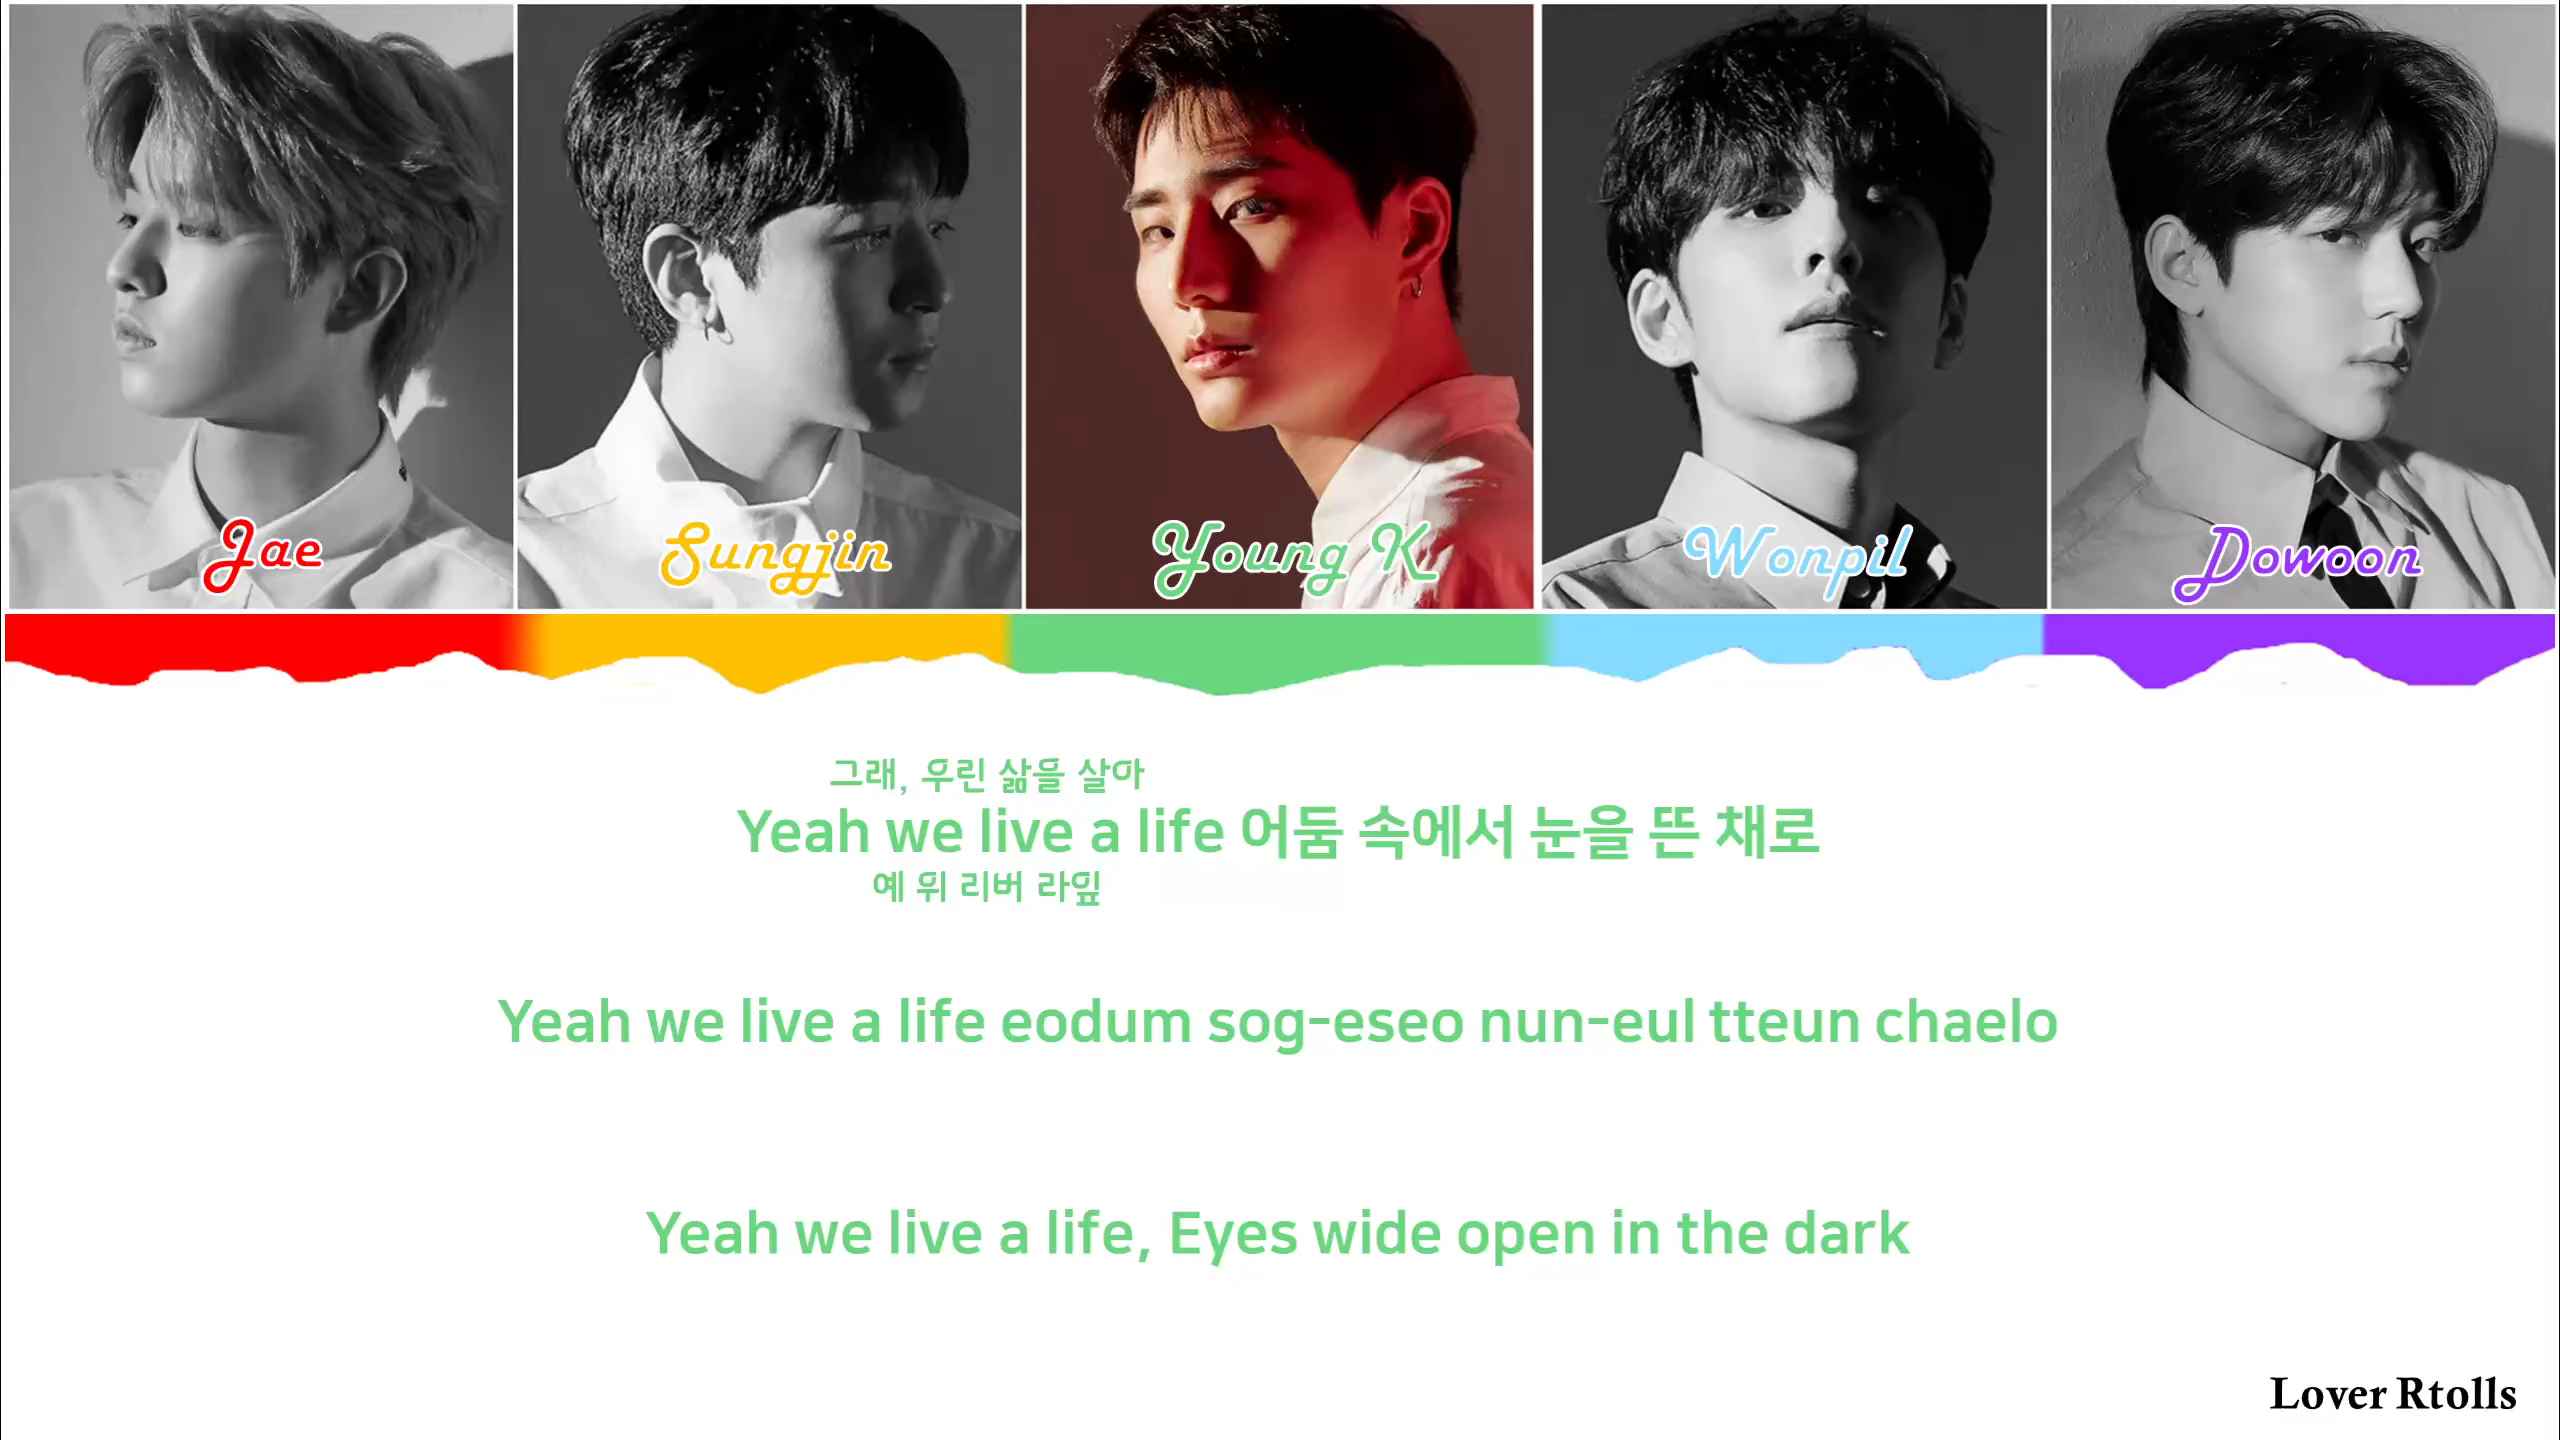 Jae
Sungjin
Young K
Wonpil
Dowoon
그래, 우린 삶을 살아
Yeah we live a life 어둠 속에서 눈을 뜬 채로
예 위 리버 라잎
Yeah we live a life eodum sog-eseo nun-eul tteun chaelo
Yeah we live a life, Eyes wide open in the dark
Lover Rtolls